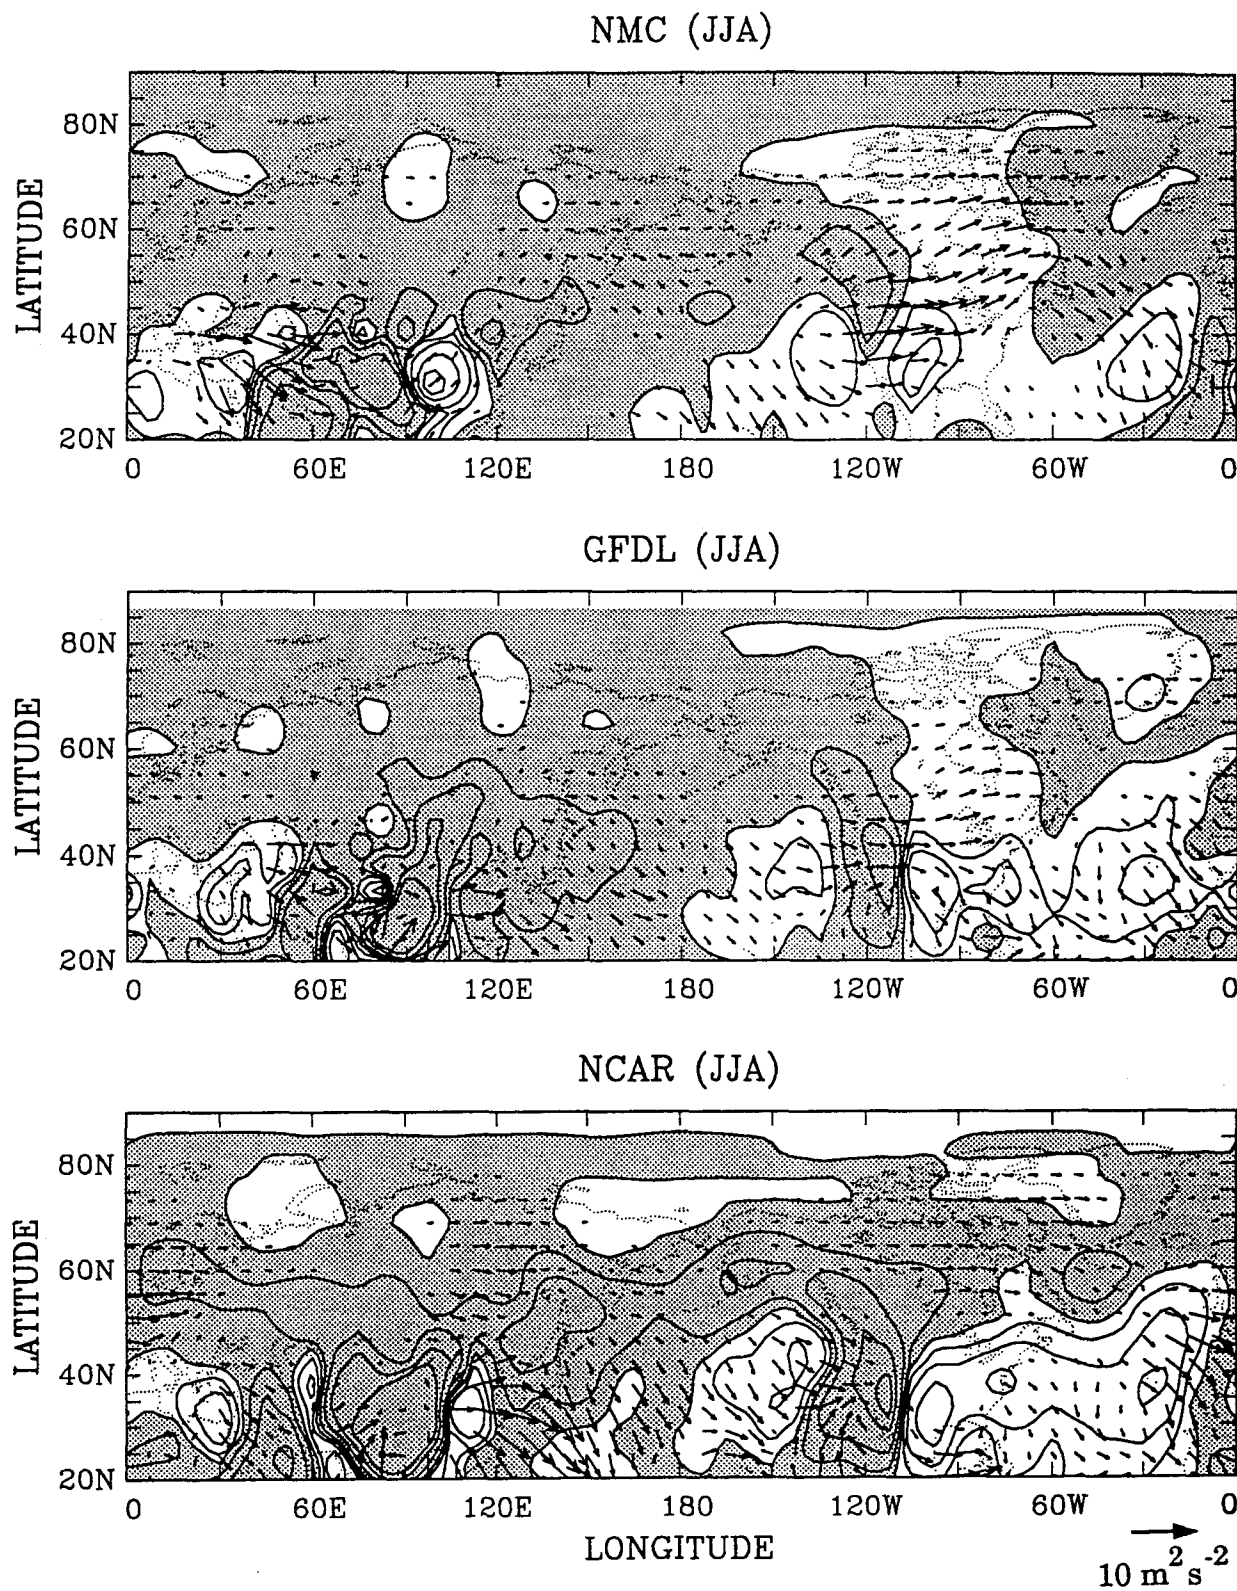 NMC (JJA)
LATITUDE
80N
60N
40N
20N
0 60E 120E 180 120W 60W 0
GFDL (JJA)
LATITUDE
80N
60N
40N
20N
0 60E 120E 180 120W 60W 0
NCAR (JJA)
LATITUDE
80N
60N
40N
20N
0 60E 120E 180 120W 60W 0
LONGITUDE
10 m² s⁻²